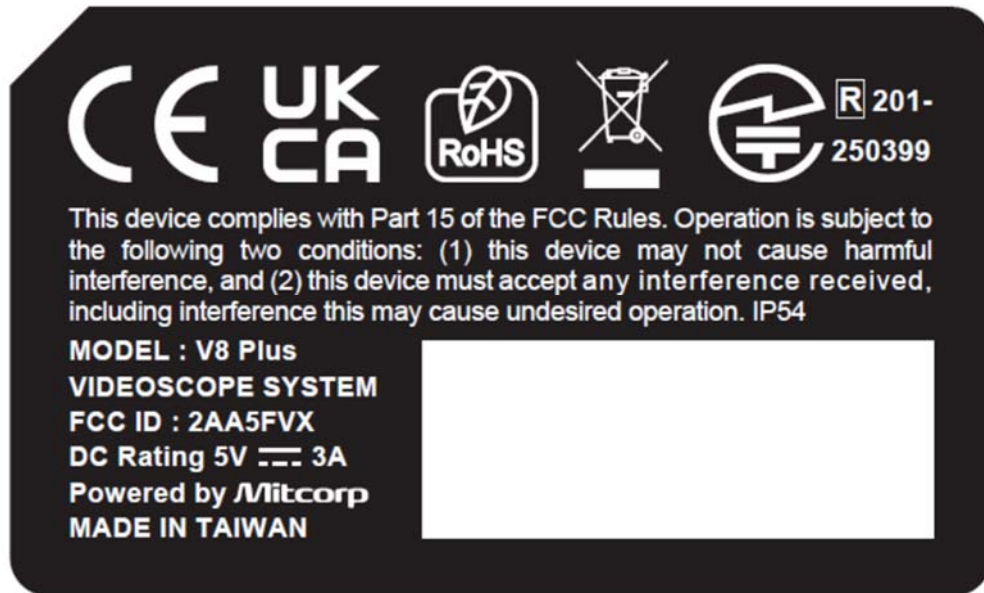 CE UK CA RoHS R 201-250399
This device complies with Part 15 of the FCC Rules. Operation is subject to
the following two conditions: (1) this device may not cause harmful
interference, and (2) this device must accept any interference received,
including interference this may cause undesired operation. IP54
MODEL : V8 Plus
VIDEOSCOPE SYSTEM
FCC ID : 2AA5FVX
DC Rating 5V ⎓ 3A
Powered by Mitcorp
MADE IN TAIWAN